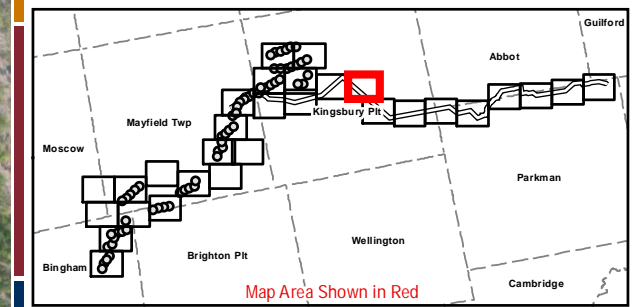 Guilford
Abbot
Kingsbury Plt
Mayfield Twp
Moscow
Parkman
Wellington
Brighton Plt
Bingham
Cambridge
Map Area Shown in Red